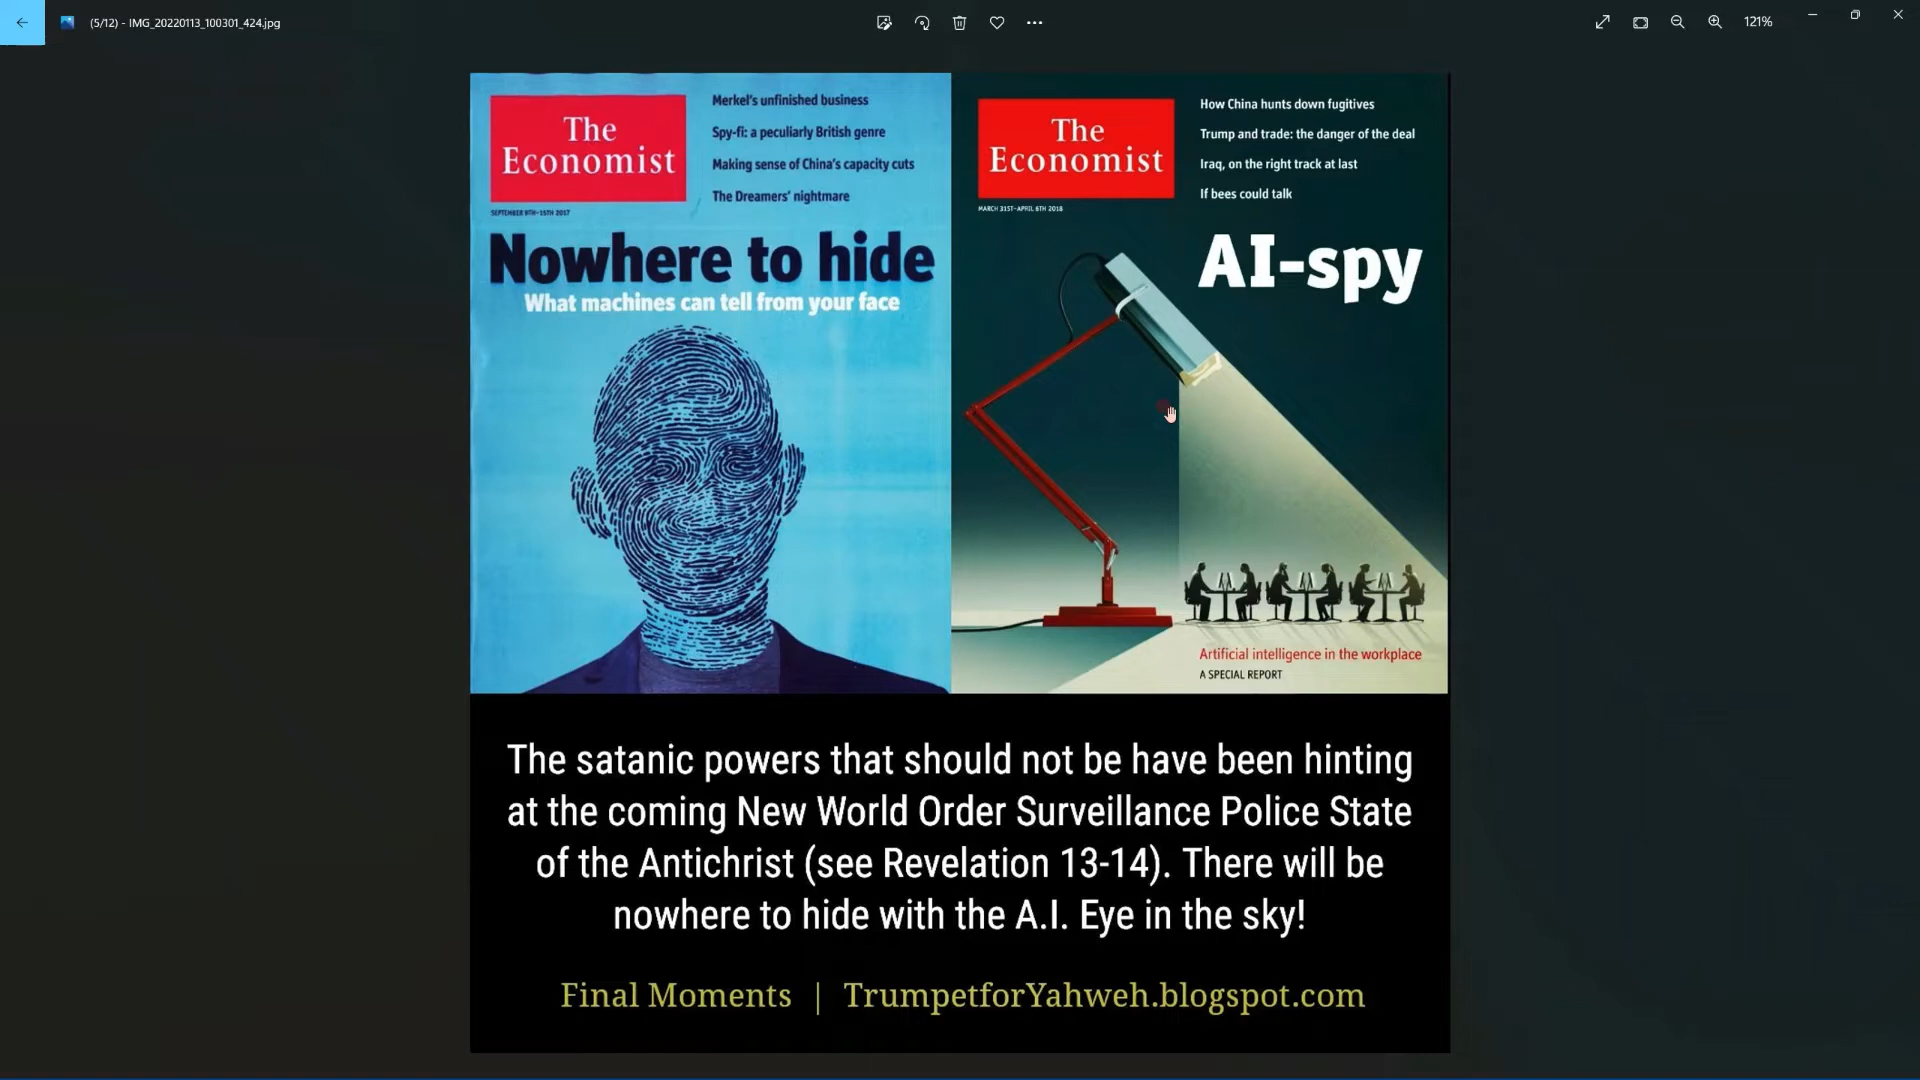 (5/12) - IMG_20220113_100301_424.jpg
121%
The
Economist
Merkel's unfinished business
Spy-fi: a peculiarly British genre
Making sense of China's capacity cuts
The Dreamers' nightmare
SEPTEMBER 9TH-15TH 2017
Nowhere to hide
What machines can tell from your face
The
Economist
How China hunts down fugitives
Trump and trade: the danger of the deal
Iraq, on the right track at last
If bees could talk
MARCH 31ST-APRIL 6TH 2018
AI-spy
Artificial intelligence in the workplace
A SPECIAL REPORT
The satanic powers that should not be have been hinting
at the coming New World Order Surveillance Police State
of the Antichrist (see Revelation 13-14). There will be
nowhere to hide with the A.I. Eye in the sky!
Final Moments | TrumpetforYahweh.blogspot.com